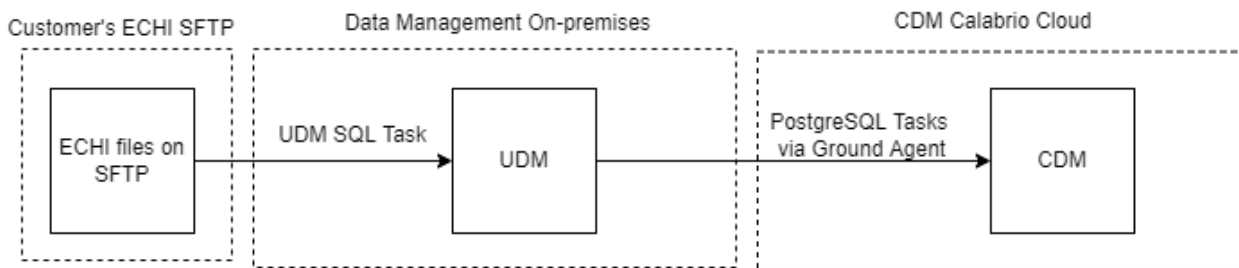 Customer's ECHI SFTP
Data Management On-premises
CDM Calabrio Cloud
ECHI files on
SFTP
UDM SQL Task
UDM
PostgreSQL Tasks
via Ground Agent
CDM